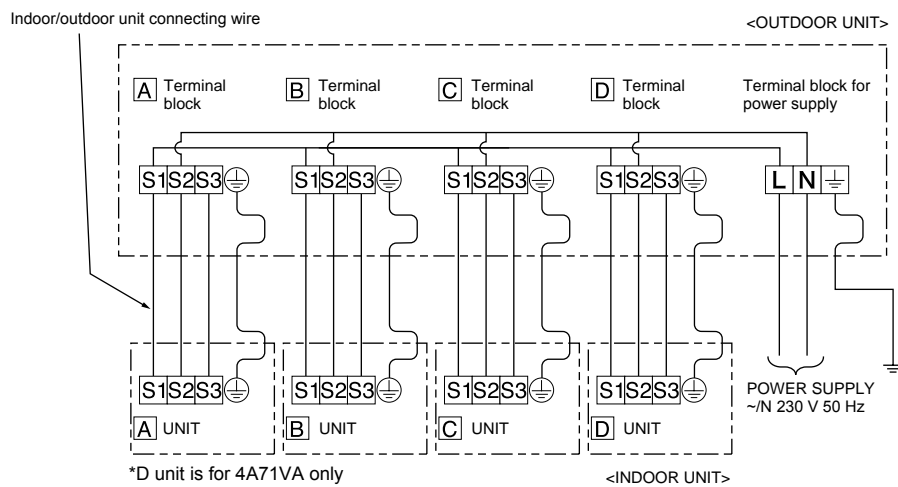 Indoor/outdoor unit connecting wire
<OUTDOOR UNIT>
A Terminal block
B Terminal block
C Terminal block
D Terminal block
Terminal block for power supply
S1 S2 S3
S1 S2 S3
S1 S2 S3
S1 S2 S3
L N
S1 S2 S3
S1 S2 S3
S1 S2 S3
S1 S2 S3
POWER SUPPLY
~/N 230 V 50 Hz
A UNIT
B UNIT
C UNIT
D UNIT
*D unit is for 4A71VA only
<INDOOR UNIT>